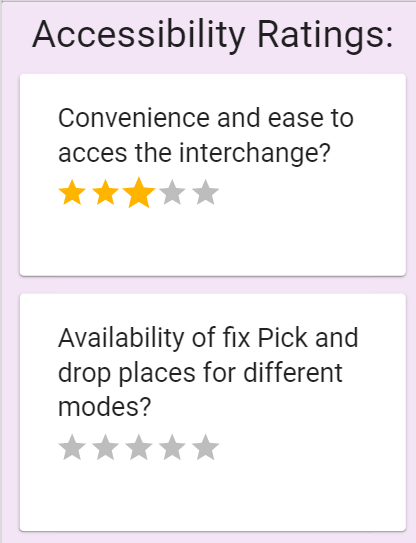 Accessibility Ratings:
Convenience and ease to
acces the interchange?
Availability of fix Pick and
drop places for different
modes?